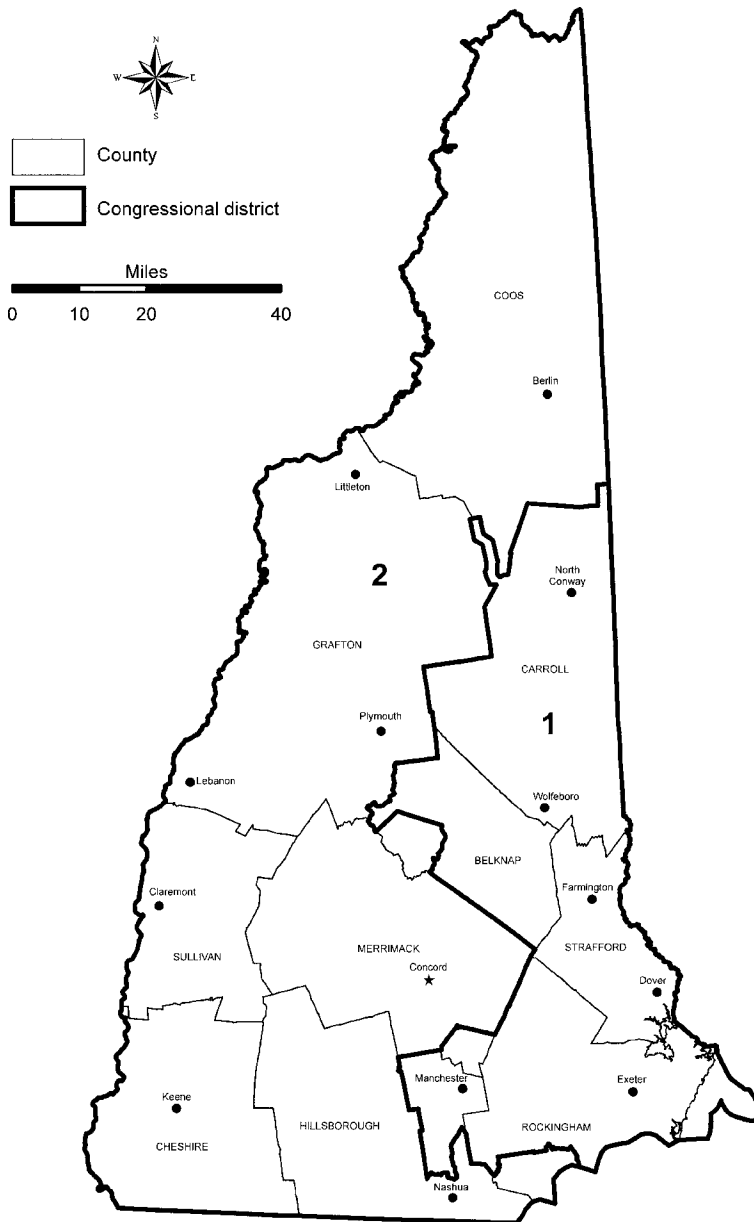 N
W E
S
County
Congressional district
Miles
0 10 20 40
COOS
Berlin
Littleton
2
North
Conway
GRAFTON
CARROLL
Plymouth
1
Lebanon
Wolfeboro
BELKNAP
Claremont
Farmington
MERRIMACK
STRAFFORD
SULLIVAN
Concord
Dover
Manchester
Exeter
Keene
HILLSBOROUGH
ROCKINGHAM
CHESHIRE
Nashua